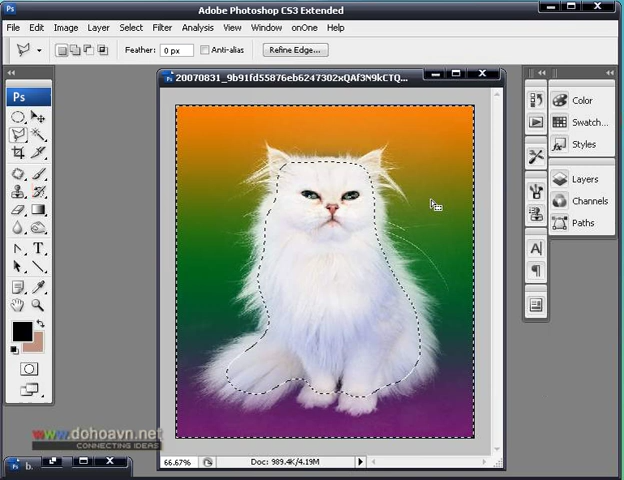 Ps Adobe Photoshop CS3 Extended
File Edit Image Layer Select Filter Analysis View Window onOne Help
Feather: 0 px Anti-alias Refine Edge...
20070831_9b91fd55876eb6247302xQAf3N9kCTQ...
Ps
Color
Swatch...
Styles
Layers
Channels
Paths
T
A
www.dohoavn.net
CONNECTING IDEAS
b.
66.67% Doc: 989.4K/4.19M